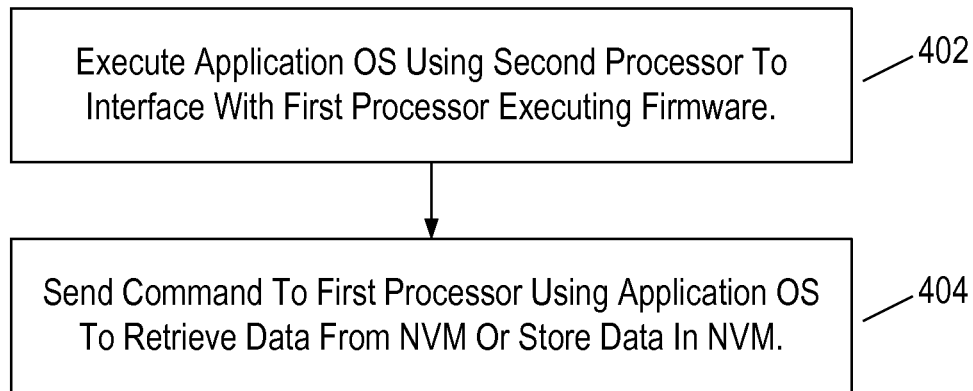 Execute Application OS Using Second Processor To
Interface With First Processor Executing Firmware.
402
Send Command To First Processor Using Application OS
To Retrieve Data From NVM Or Store Data In NVM.
404